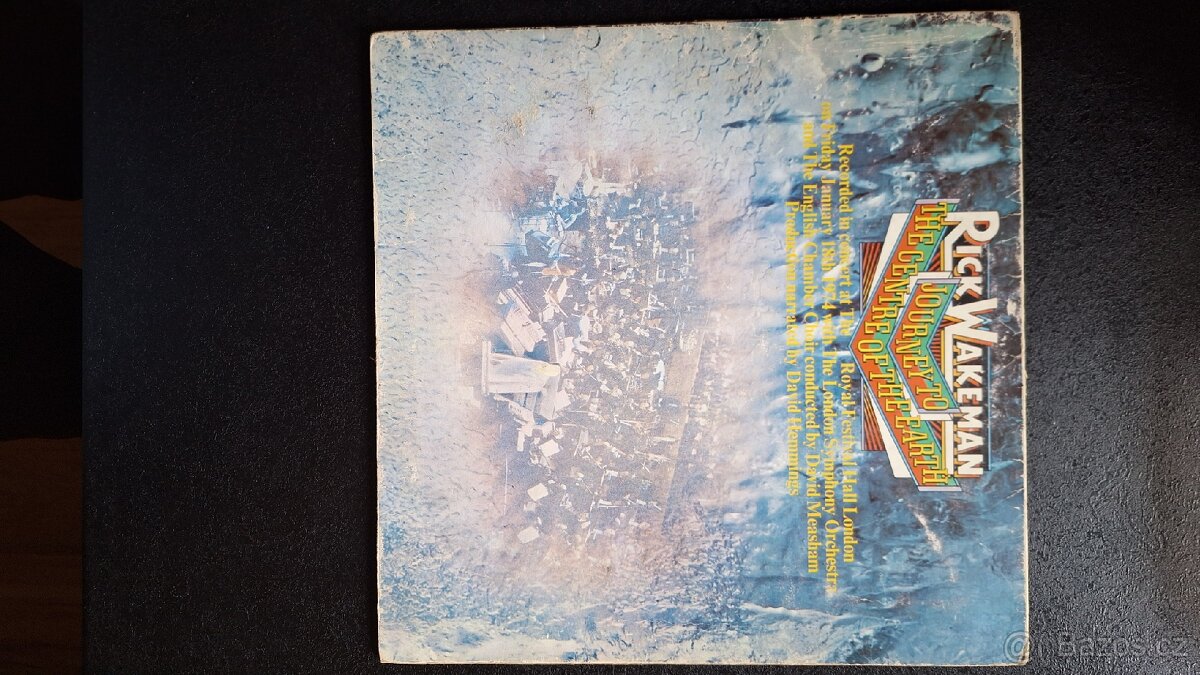 RICK WAKEMAN
JOURNEY TO
THE CENTRE OF THE EARTH
Recorded in concert at The Royal Festival Hall London
on Friday January 18th 1974 with The London Symphony Orchestra
and The English Chamber Choir conducted by David Measham
Production narrated by David Hemmings
© Bazos.cz